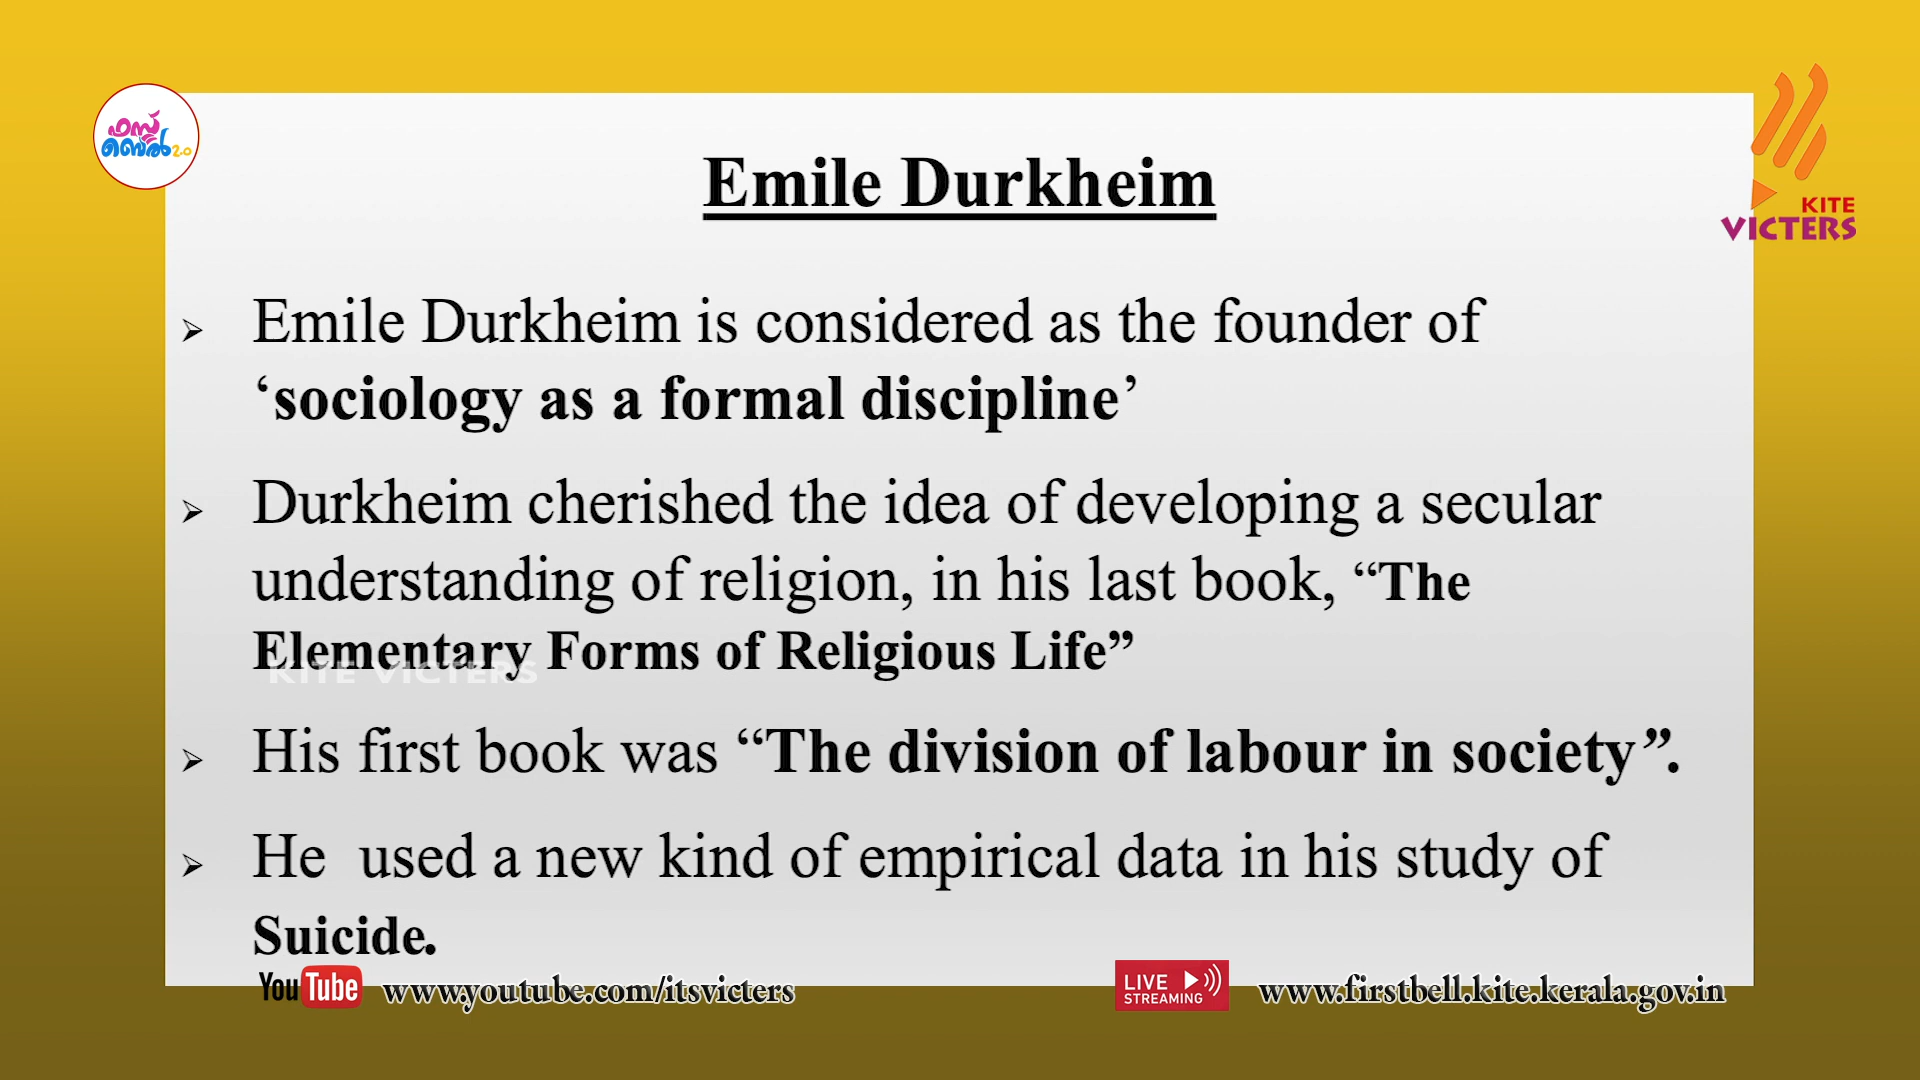 ഫസ്റ്റ്
ബെൽ 2.0
KITE
VICTERS
Emile Durkheim
➢ Emile Durkheim is considered as the founder of
‘sociology as a formal discipline’
➢ Durkheim cherished the idea of developing a secular
understanding of religion, in his last book, “The
Elementary Forms of Religious Life”
KITE VICTERS
➢ His first book was “The division of labour in society”.
➢ He used a new kind of empirical data in his study of
Suicide.
YouTube www.youtube.com/itsvicters
LIVE
STREAMING
www.firstbell.kite.kerala.gov.in